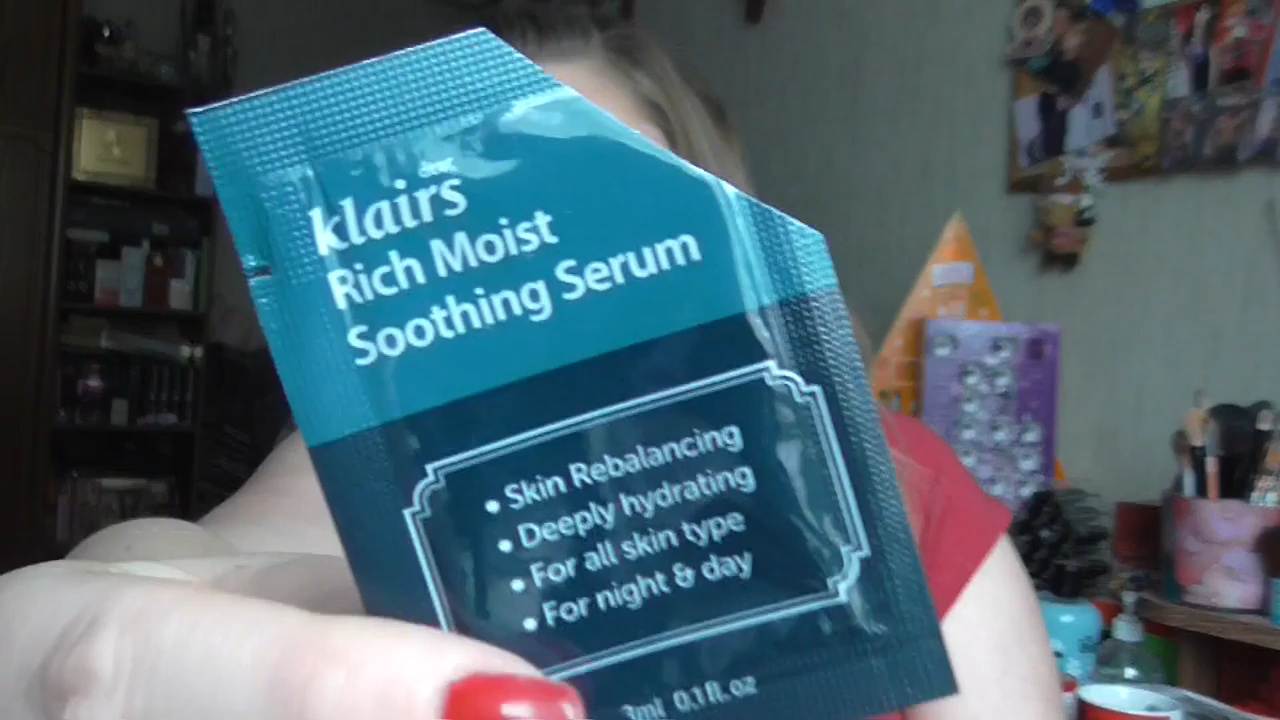 klairs
Rich Moist
Soothing Serum
• Skin Rebalancing
• Deeply hydrating
• For all skin type
• For night & day
3ml 0.1fl.oz